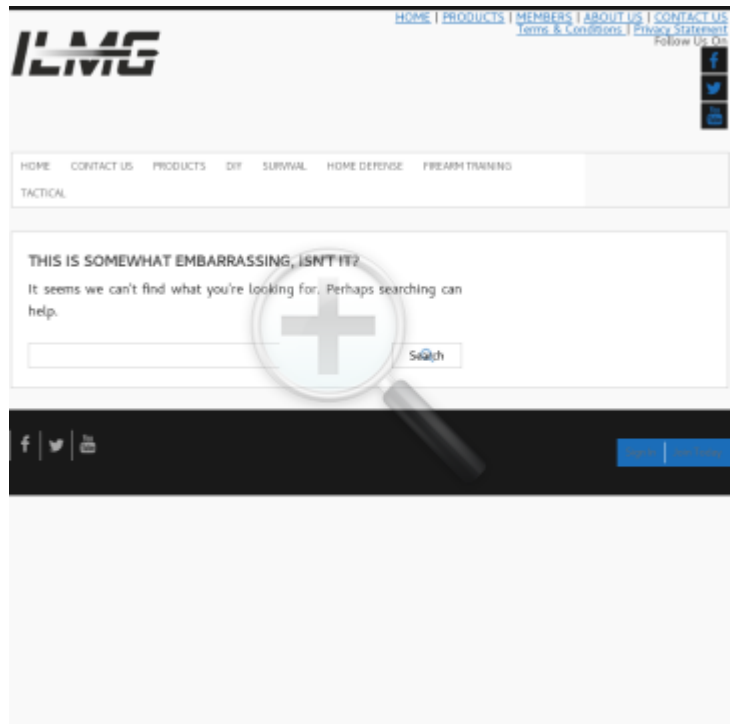 HOME | PRODUCTS | MEMBERS | ABOUT US | CONTACT US
Terms & Conditions | Privacy Statement
Follow Us On
ILMG
You Tube
HOME CONTACT US PRODUCTS DIY SURVIVAL HOME DEFENSE FIREARM TRAINING
TACTICAL
THIS IS SOMEWHAT EMBARRASSING, ISN'T IT?
It seems we can't find what you're looking for. Perhaps searching can
help.
Search